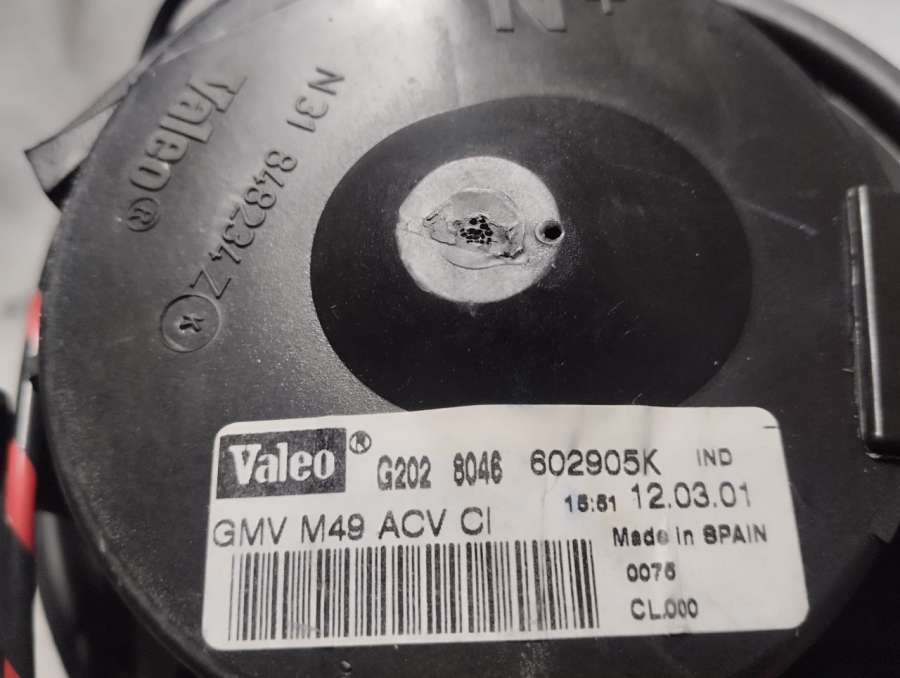 N+
Valeo®
N31 848234Z
K
Valeo® G202 8046 602905K IND
15:51 12.03.01
GMV M49 ACV CI
Made in SPAIN
0076
CL.000